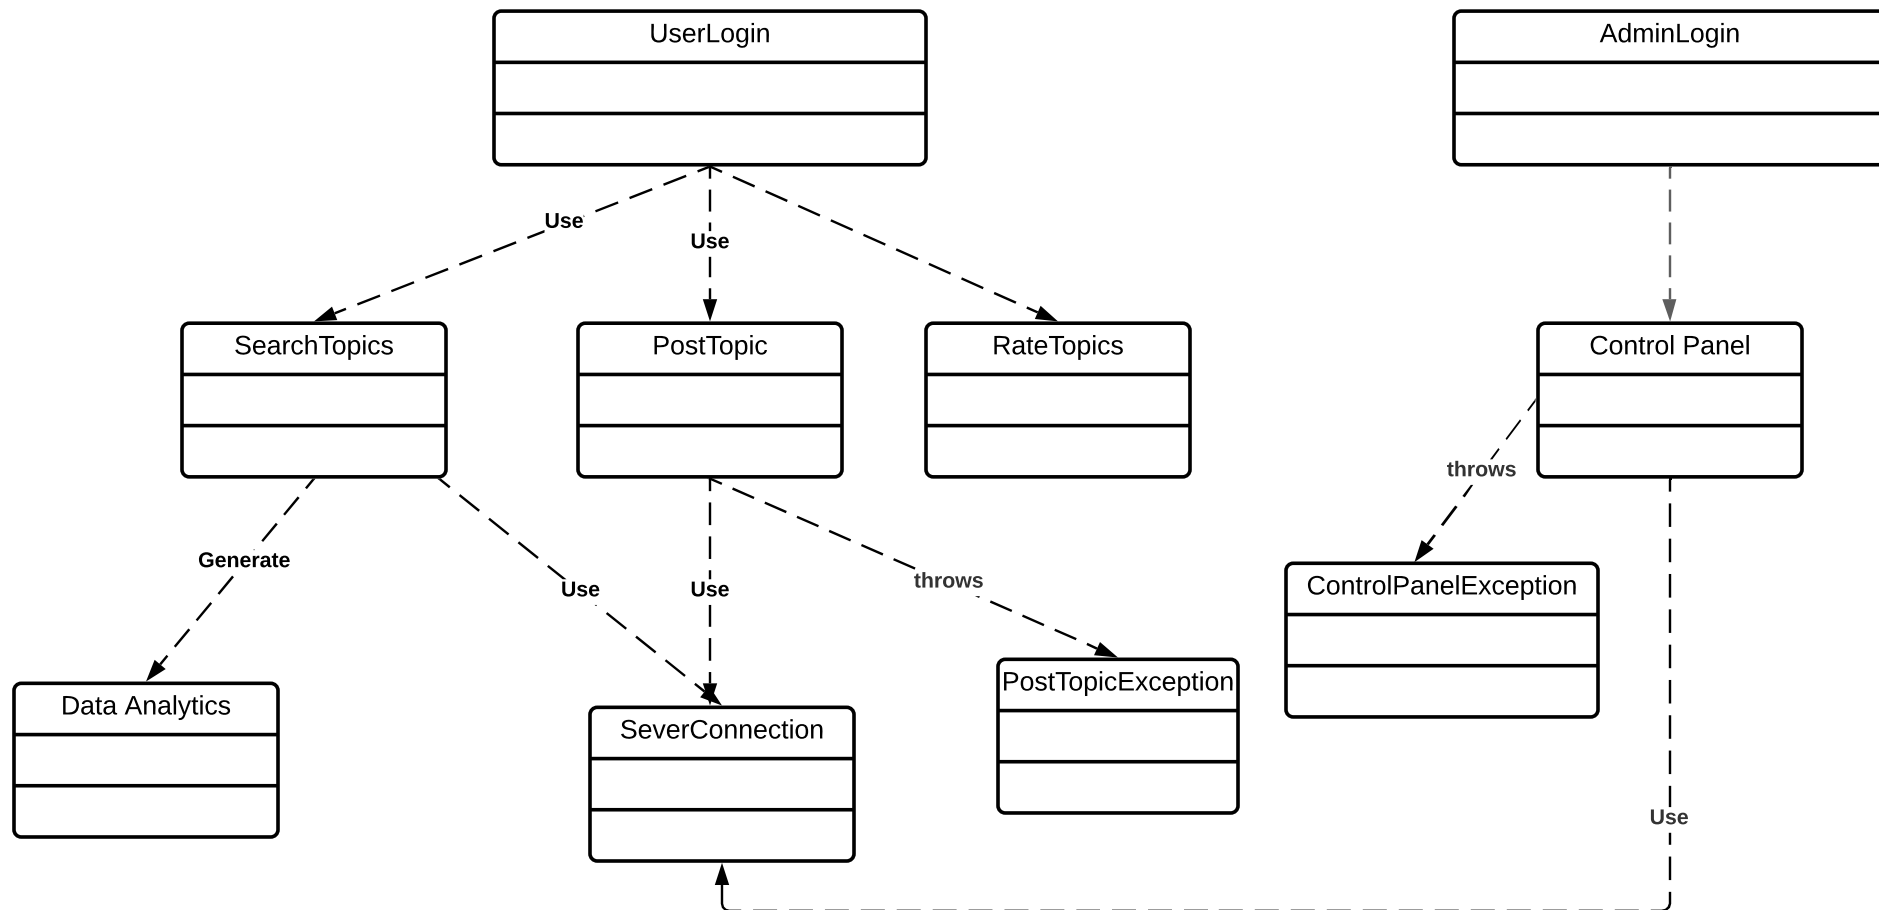 UserLogin
AdminLogin
Use
Use
SearchTopics
PostTopic
RateTopics
Control Panel
throws
Generate
Use
Use
throws
ControlPanelException
PostTopicException
Data Analytics
SeverConnection
Use